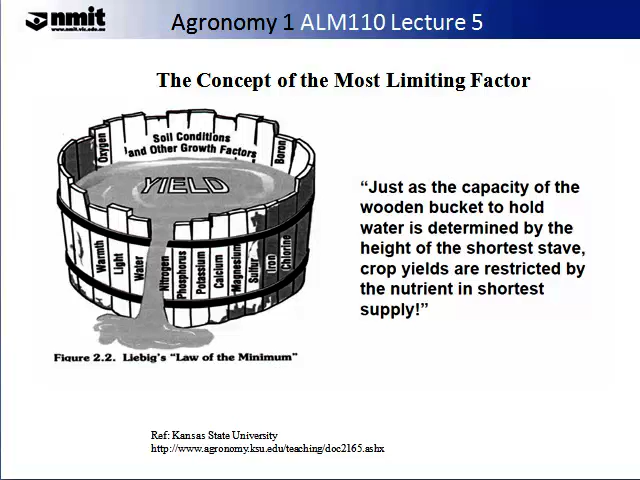 nmit
www.nmit.vic.edu.au
Agronomy 1 ALM110 Lecture 5
The Concept of the Most Limiting Factor
Soil Conditions
and Other Growth Factors
Oxygen
Boron
YIELD
Warmth
Light
Water
Nitrogen
Phosphorus
Potassium
Calcium
Magnesium
Sulfur
Iron
Chlorine
Figure 2.2. Liebig's "Law of the Minimum"
“Just as the capacity of the
wooden bucket to hold
water is determined by the
height of the shortest stave,
crop yields are restricted by
the nutrient in shortest
supply!”
Ref: Kansas State University
http://www.agronomy.ksu.edu/teaching/doc2165.ashx